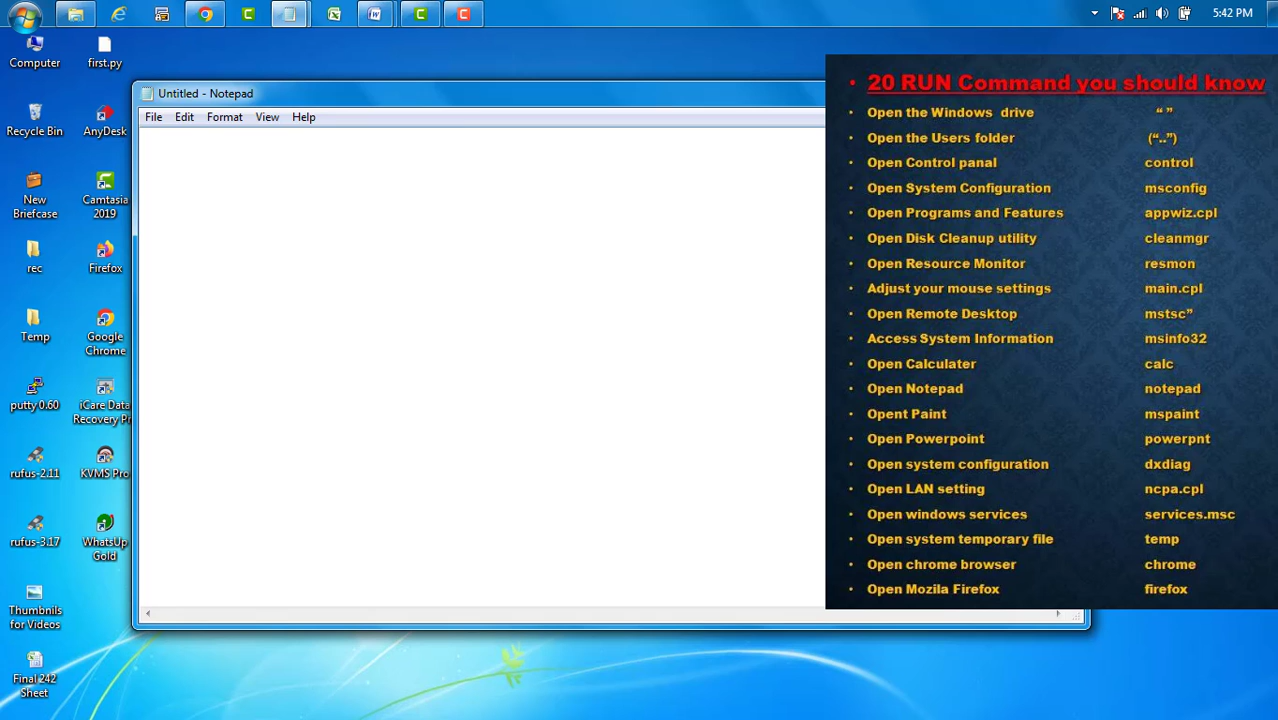 5:42 PM
Computer
first.py
Recycle Bin
AnyDesk
New Briefcase
Camtasia 2019
rec
Firefox
Temp
Google Chrome
putty 0.60
iCare Data Recovery Pr
rufus-2.11
KVMS Pro
rufus-3.17
WhatsUp Gold
Thumbnils for Videos
Final 242 Sheet
Untitled - Notepad
File Edit Format View Help
• 20 RUN Command you should know
• Open the Windows drive “ ”
• Open the Users folder (“..”)
• Open Control panal control
• Open System Configuration msconfig
• Open Programs and Features appwiz.cpl
• Open Disk Cleanup utility cleanmgr
• Open Resource Monitor resmon
• Adjust your mouse settings main.cpl
• Open Remote Desktop mstsc”
• Access System Information msinfo32
• Open Calculater calc
• Open Notepad notepad
• Opent Paint mspaint
• Open Powerpoint powerpnt
• Open system configuration dxdiag
• Open LAN setting ncpa.cpl
• Open windows services services.msc
• Open system temporary file temp
• Open chrome browser chrome
• Open Mozila Firefox firefox